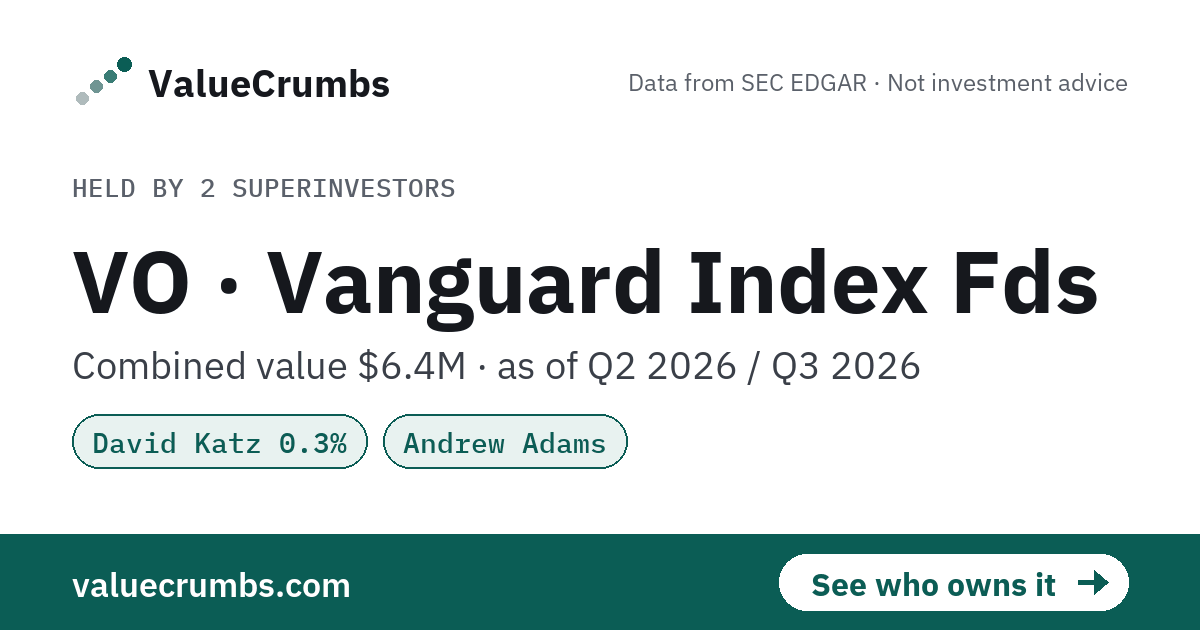 ValueCrumbs
Data from SEC EDGAR · Not investment advice
HELD BY 2 SUPERINVESTORS
VO · Vanguard Index Fds
Combined value $6.4M · as of Q2 2026 / Q3 2026
David Katz 0.3%
Andrew Adams
valuecrumbs.com
See who owns it →